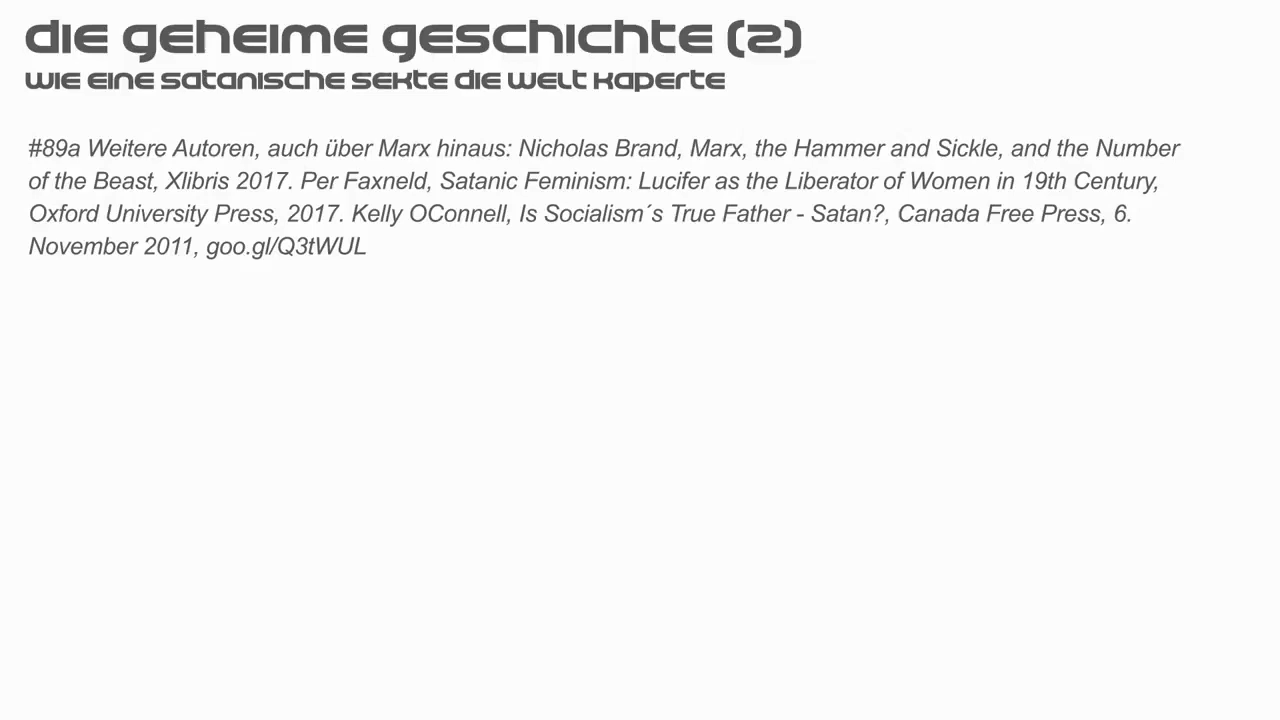 DIE GEHEIME GESCHICHTE (2)
WIE EINE SATANISCHE SEKTE DIE WELT KAPERTE
#89a Weitere Autoren, auch über Marx hinaus: Nicholas Brand, Marx, the Hammer and Sickle, and the Number
of the Beast, Xlibris 2017. Per Faxneld, Satanic Feminism: Lucifer as the Liberator of Women in 19th Century,
Oxford University Press, 2017. Kelly OConnell, Is Socialism´s True Father - Satan?, Canada Free Press, 6.
November 2011, goo.gl/Q3tWUL